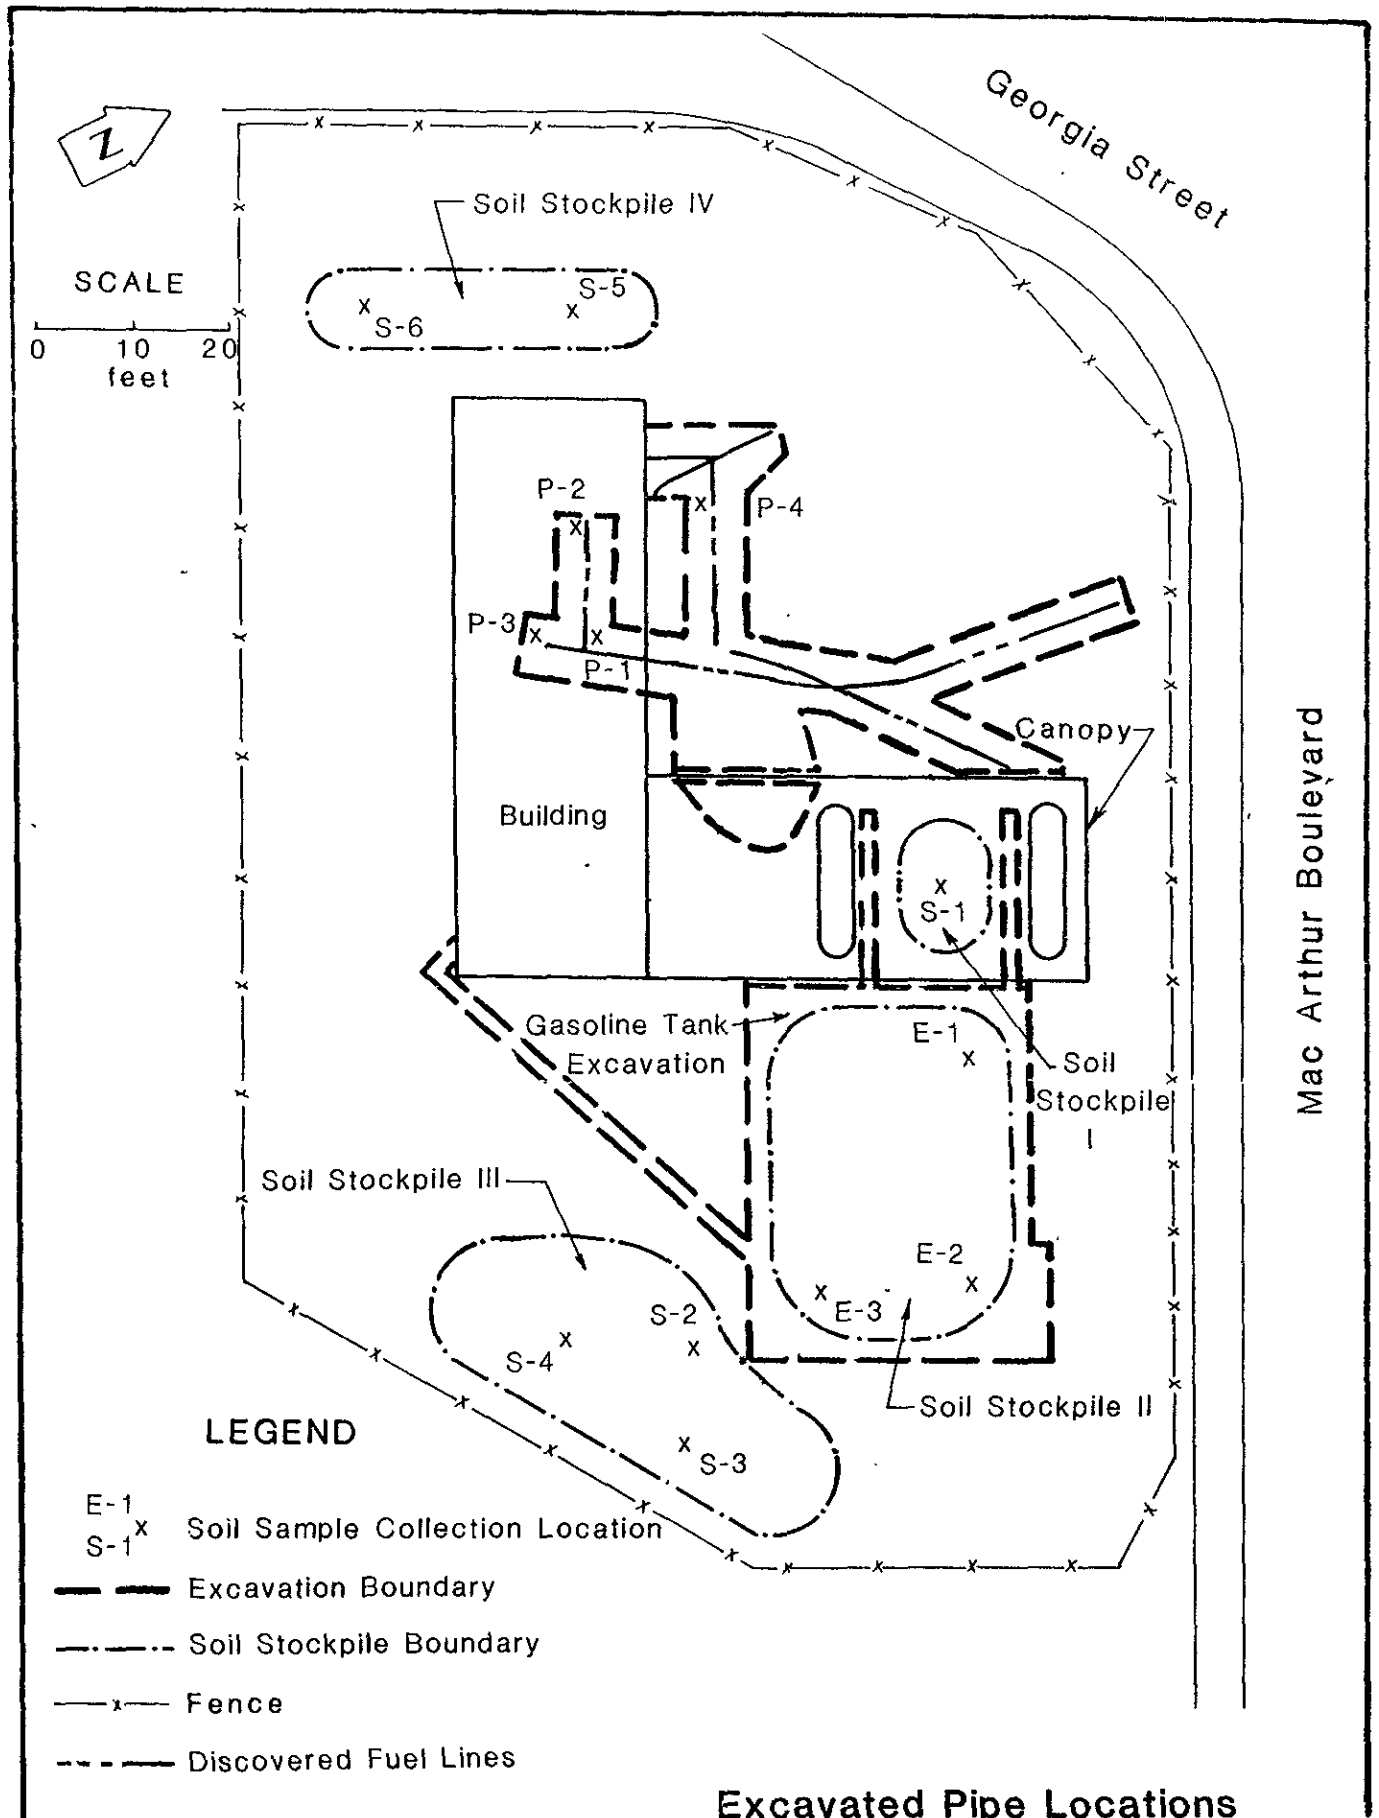 Georgia Street
Z
Soil Stockpile IV
SCALE
S-5
S-6
0 10 20
feet
P-2
P-4
P-3
P-1
Canopy
Mac Arthur Boulevard
Building
S-1
Gasoline Tank
Excavation
E-1
Soil
Stockpile
I
Soil Stockpile III
E-2
S-2
E-3
S-4
Soil Stockpile II
S-3
LEGEND
E-1
S-1
x Soil Sample Collection Location
Excavation Boundary
Soil Stockpile Boundary
x Fence
Discovered Fuel Lines
Excavated Pipe Locations